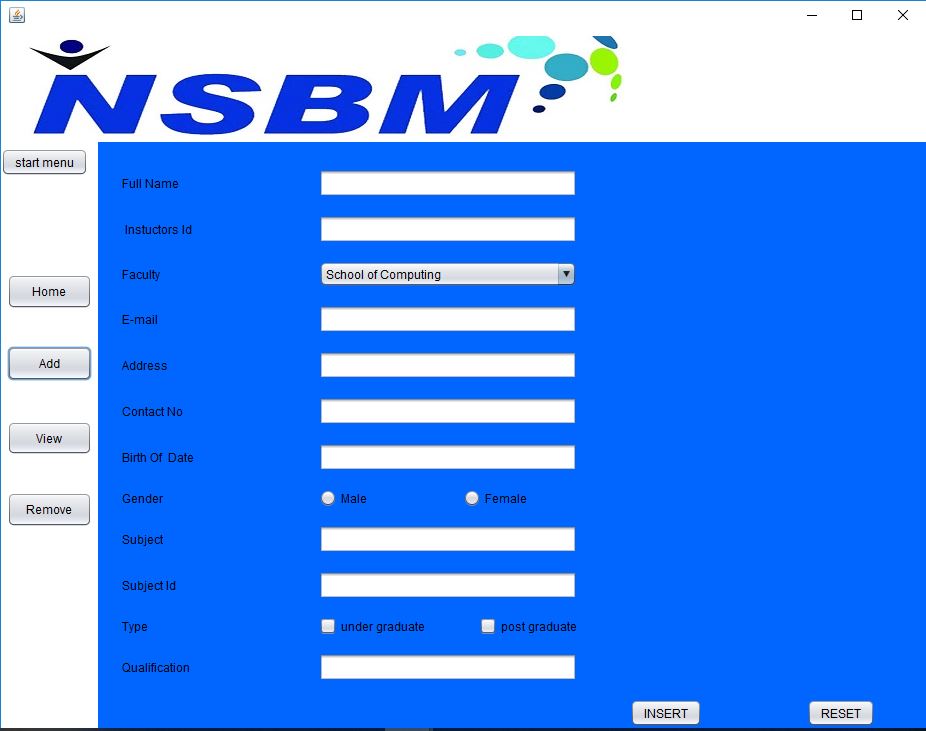 NSBM
start menu
Full Name
Instuctors Id
Home
Faculty School of Computing
E-mail
Add
Address
Contact No
View
Birth Of Date
Gender Male Female
Remove
Subject
Subject Id
Type under graduate post graduate
Qualification
INSERT RESET